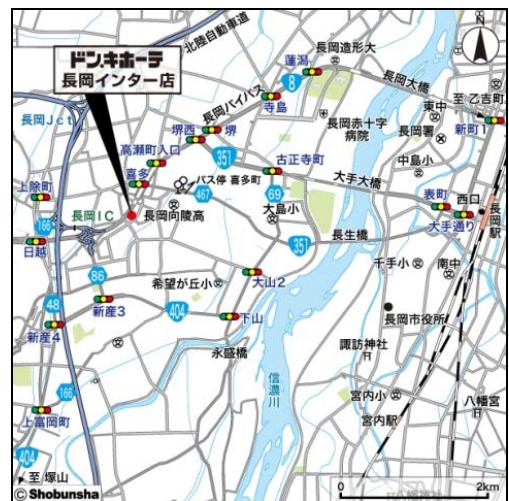 北陸自動車道
N
ドン.キホーテ
長岡インター店
蓮潟
長岡造形大
8
長岡大橋
至 乙吉町
長岡バイパス
寺島
東中
長岡Jct
堺西
堺
長岡赤十字
病院
長岡署
新町1
高瀬町入口
351
古正寺町
中島小
喜多
バス停 喜多町
大手大橋
上除町
467
69
表町
西口
長岡IC
長岡向陵高
大島小
大手通り
長岡駅
166
日越
351
長生橋
86
希望が丘小
大山2
千手小
南中
48
新産3
404
下山
長岡市役所
新産4
永盛橋
諏訪神社
信濃川
166
宮内小
八幡宮
上富岡町
宮内駅
404
至 塚山
© Shobunsha
0
2km